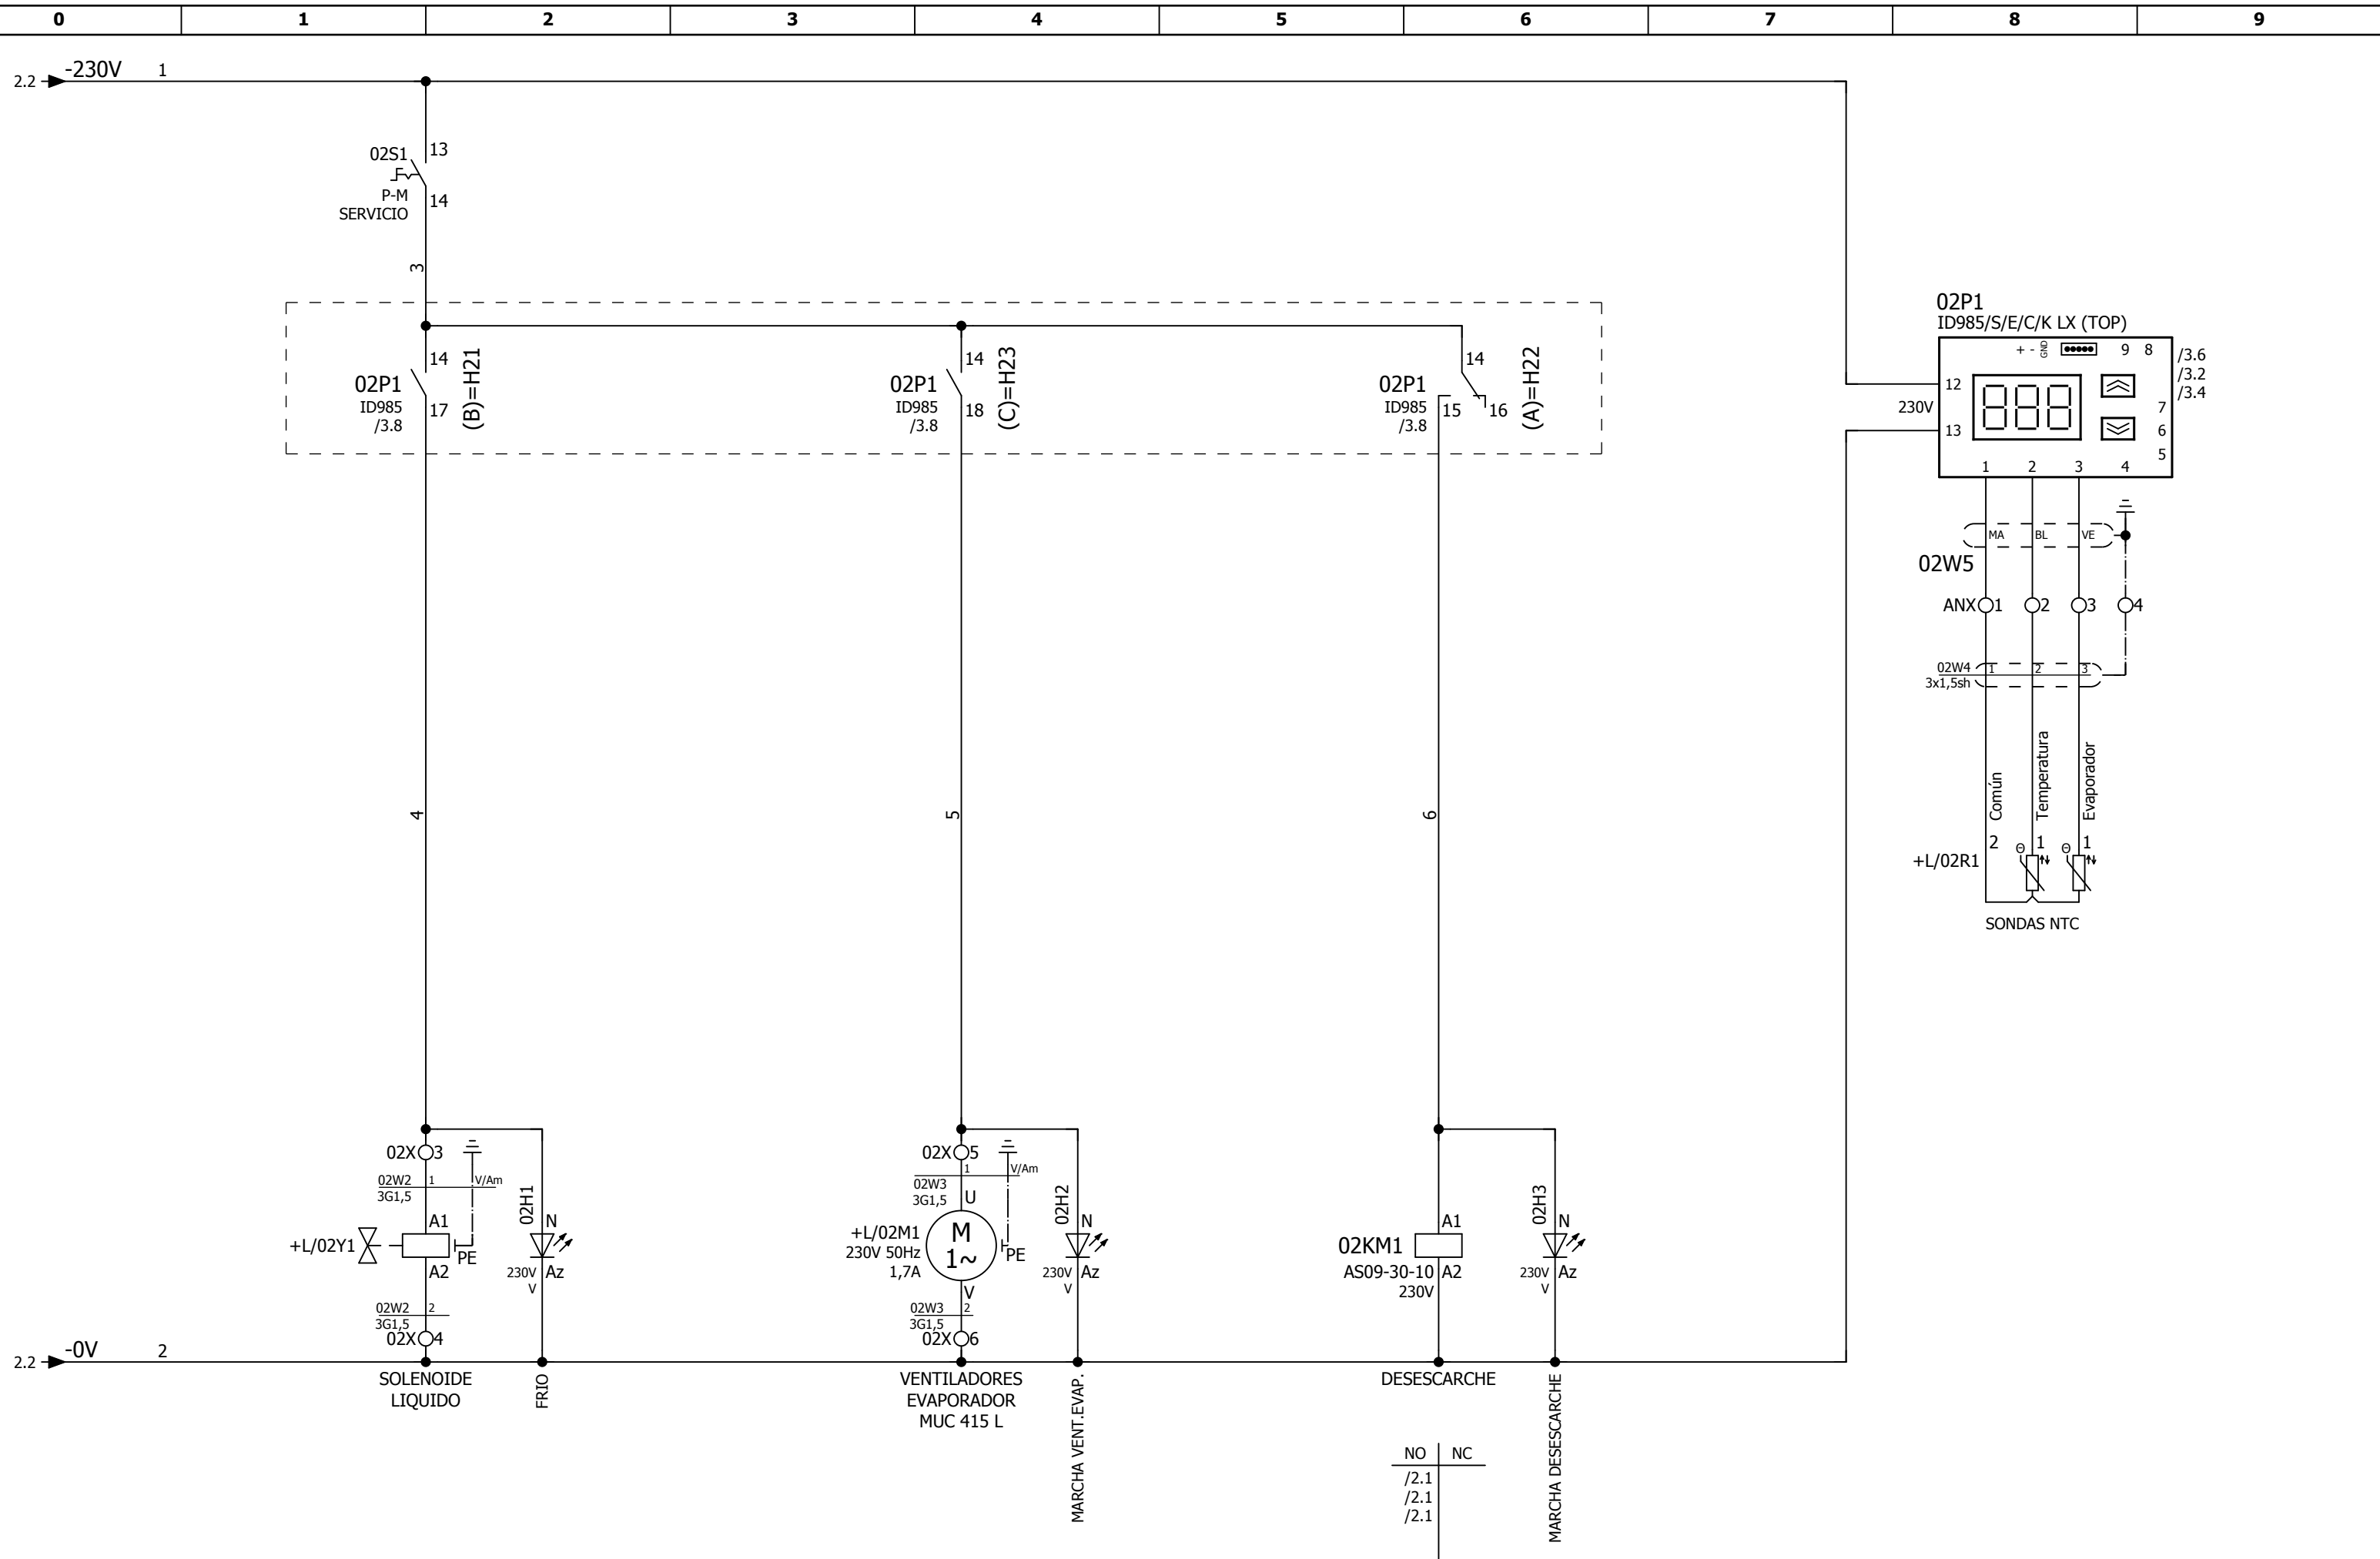 0 1 2 3 4 5 6 7 8 9
2.2 -230V 1
02S1 13
P-M 14
SERVICIO
3
02P1 14
ID985 17
/3.8
(B)=H21
02P1 14
ID985 18
/3.8
(C)=H23
02P1 14
ID985 15 16
/3.8
(A)=H22
02P1
ID985/S/E/C/K LX (TOP)
+ - GND 9 8 /3.6
12 /3.2
/3.4
230V 7
13 6
5
1 2 3 4
MA BL VE
02W5
ANX 1 2 3 4
02W4 1 2 3
3x1,5sh
Común Temperatura Evaporador
2 Θ 1 Θ 1
+L/02R1
SONDAS NTC
4 5 6
02X 3
02W2 1 V/Am
3G1,5
02H1
A1 N
+L/02Y1 PE
A2 230V Az
V
02W2 2
3G1,5
02X 4
02X 5
1 V/Am
02W3
3G1,5 U
02H2
+L/02M1 M N
230V 50Hz 1~ PE
1,7A 230V Az
V V
02W3 2
3G1,5
02X 6
02H3
A1 N
02KM1
AS09-30-10 A2 230V Az
230V V
2.2 -0V 2
SOLENOIDE
LIQUIDO
FRIO
VENTILADORES
EVAPORADOR
MUC 415 L
MARCHA VENT.EVAP.
DESESCARCHE
MARCHA DESESCARCHE
NO NC
/2.1
/2.1
/2.1